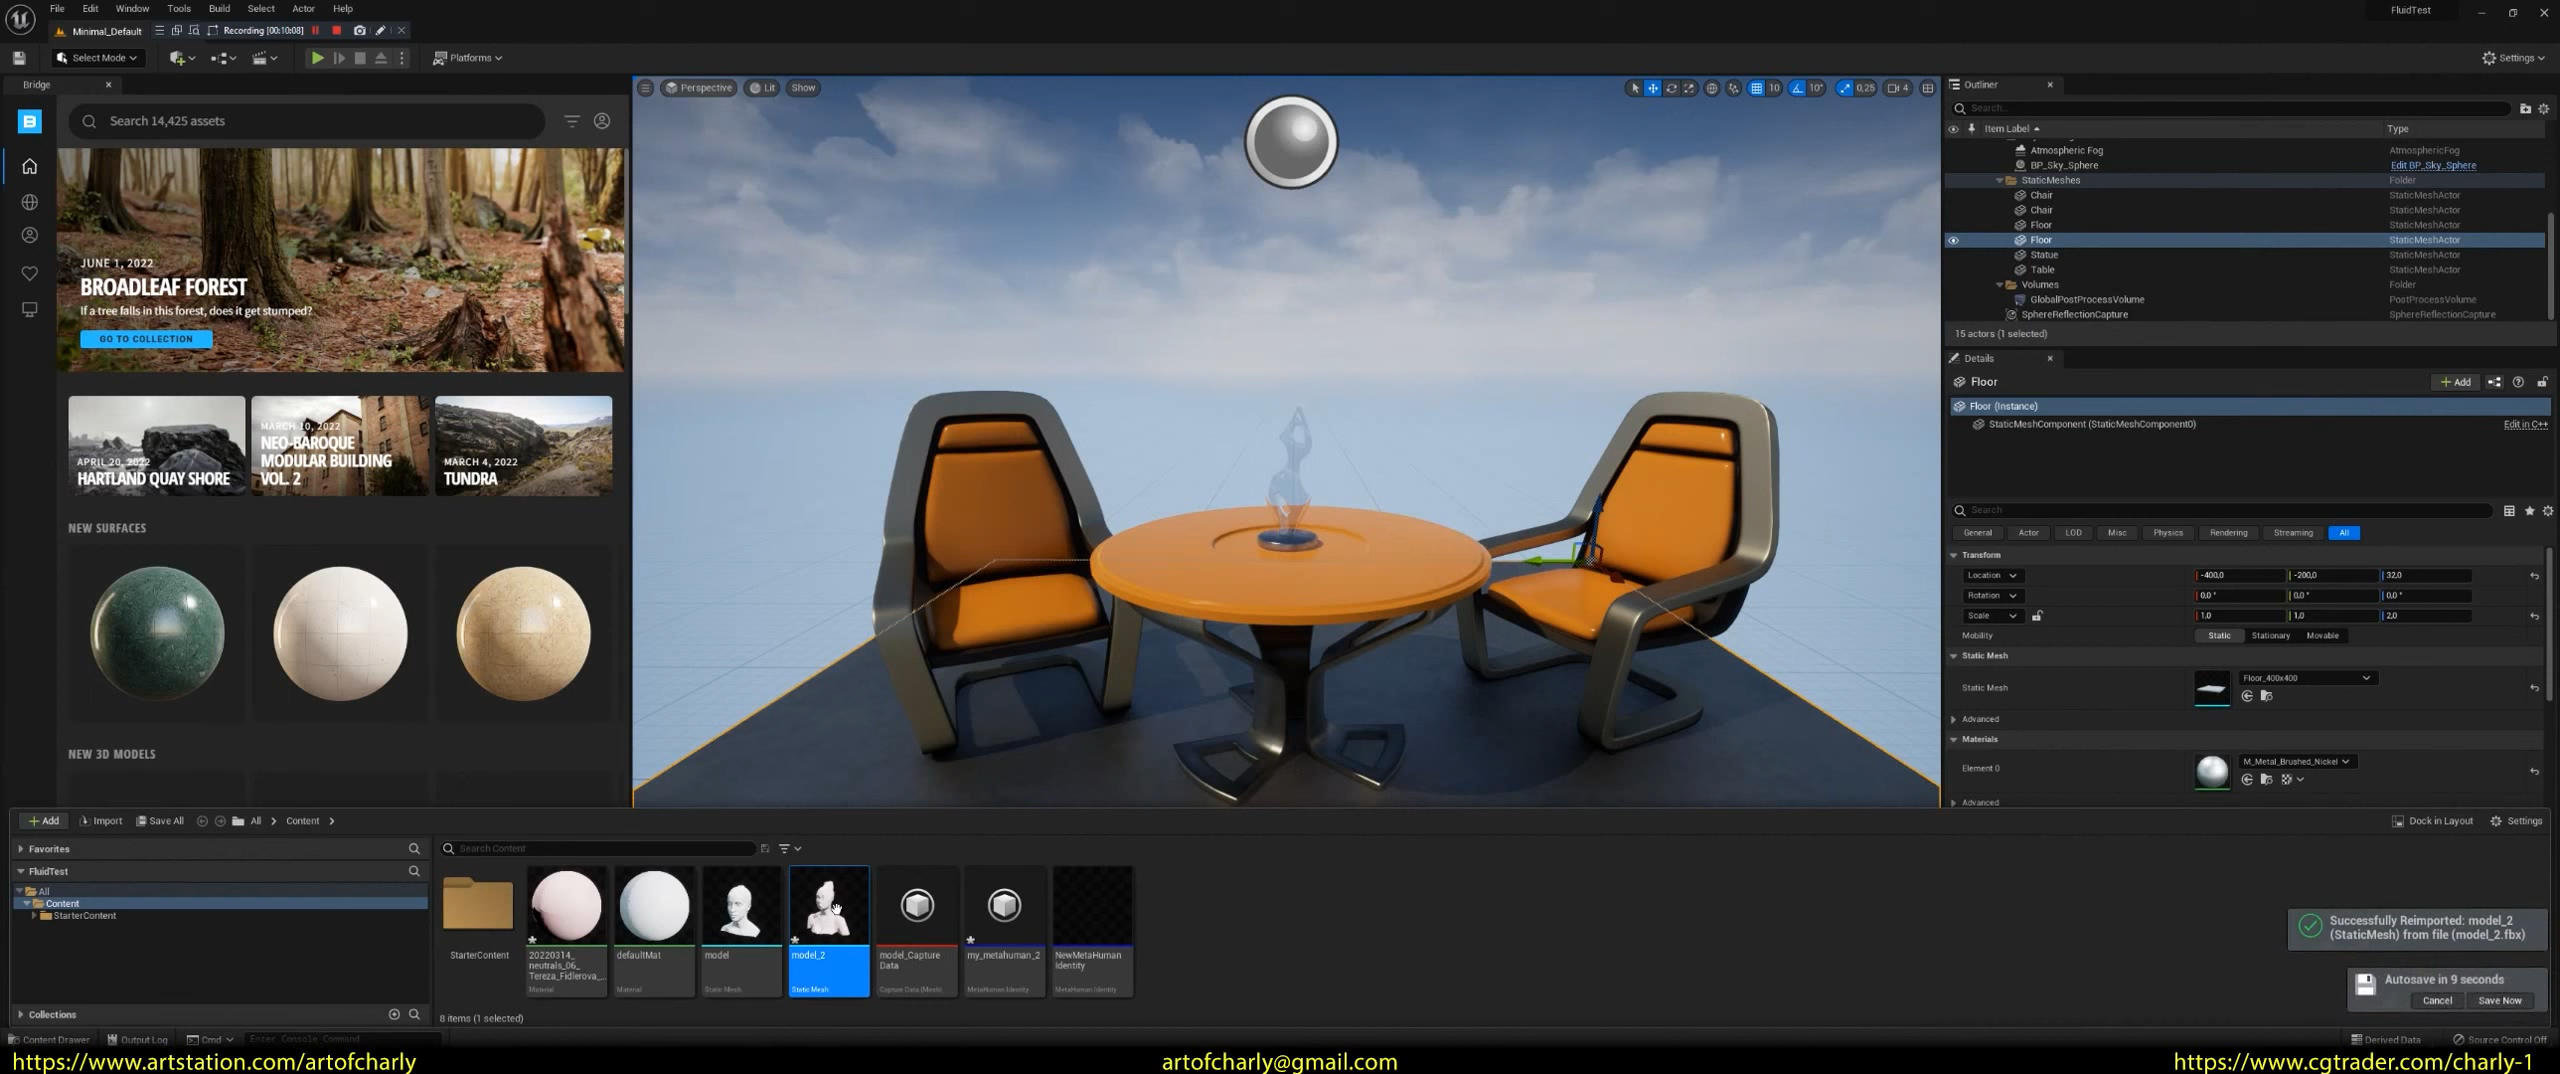 File Edit Window Tools Build Select Actor Help
FluidTest
Minimal_Default
Recording [00:10:08]
Select Mode
Platforms
Settings
Bridge
Search 14,425 assets
JUNE 1, 2022
BROADLEAF FOREST
If a tree falls in this forest, does it get stumped?
GO TO COLLECTION
APRIL 20, 2022
HARTLAND QUAY SHORE
MARCH 10, 2022
NEO-BAROQUE
MODULAR BUILDING
VOL. 2
MARCH 4, 2022
TUNDRA
NEW SURFACES
NEW 3D MODELS
Perspective
Lit
Show
10
10°
0,25
4
Outliner
Search...
Item Label
Type
Atmospheric Fog AtmosphericFog
BP_Sky_Sphere Edit BP_Sky_Sphere
StaticMeshes Folder
Chair StaticMeshActor
Chair StaticMeshActor
Floor StaticMeshActor
Floor StaticMeshActor
Statue StaticMeshActor
Table StaticMeshActor
Volumes Folder
GlobalPostProcessVolume PostProcessVolume
SphereReflectionCapture SphereReflectionCapture
15 actors (1 selected)
Details
Floor
Add
Floor (Instance)
StaticMeshComponent (StaticMeshComponent0) Edit in C++
Search
General Actor LOD Misc Physics Rendering Streaming All
Transform
Location -400,0 -200,0 32,0
Rotation 0,0 ° 0,0 ° 0,0 °
Scale 1,0 1,0 2,0
Mobility Static Stationary Movable
Static Mesh
Static Mesh Floor_400x400
Advanced
Materials
Element 0 M_Metal_Brushed_Nickel
Advanced
Add Import Save All All Content
Dock in Layout Settings
Favorites
FluidTest
All
Content
StarterContent
Collections
Search Content
StarterContent
20220314_
neutrals_06_
Tereza_Fidlerova_...
Material
defaultMat
Material
model
Static Mesh
model_2
Static Mesh
model_Capture
Data
Capture Data (Mesh)
my_metahuman_2
MetaHuman Identity
NewMetaHuman
Identity
MetaHuman Identity
8 items (1 selected)
Successfully Reimported: model_2
(StaticMesh) from file (model_2.fbx)
Autosave in 9 seconds
Cancel Save Now
Content Drawer Output Log Cmd Enter Console Command
Derived Data Source Control Off
https://www.artstation.com/artofcharly
artofcharly@gmail.com
https://www.cgtrader.com/charly-1